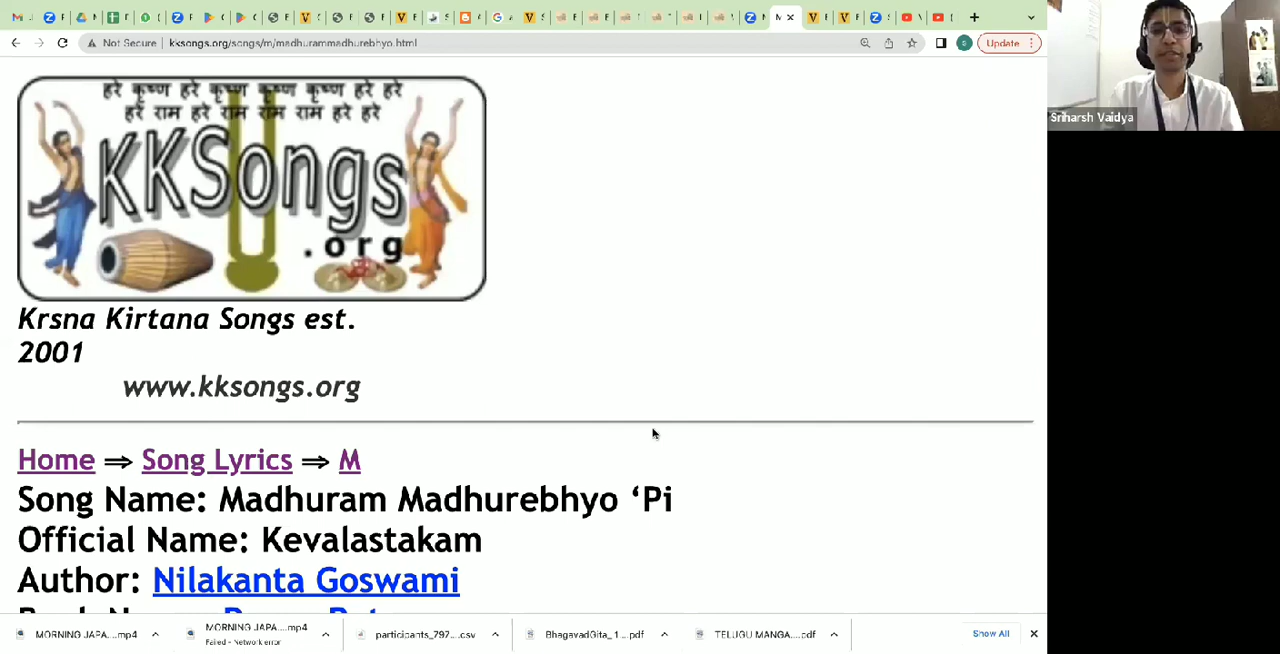 Not Secure | kksongs.org/songs/m/madhurammadhurebhyo.html
Update
हरे कृष्ण हरे कृष्ण कृष्ण कृष्ण हरे हरे
हरे राम हरे राम राम राम हरे हरे
KKSongs
.org
Krsna Kirtana Songs est.
2001
www.kksongs.org
Home ⇒ Song Lyrics ⇒ M
Song Name: Madhuram Madhurebhyo ‘Pi
Official Name: Kevalastakam
Author: Nilakanta Goswami
MORNING JAPA....mp4
MORNING JAPA....mp4
Failed - Network error
participants_797....csv
BhagavadGita_ 1....pdf
TELUGU MANGA....pdf
Show All
Sriharsh Vaidya